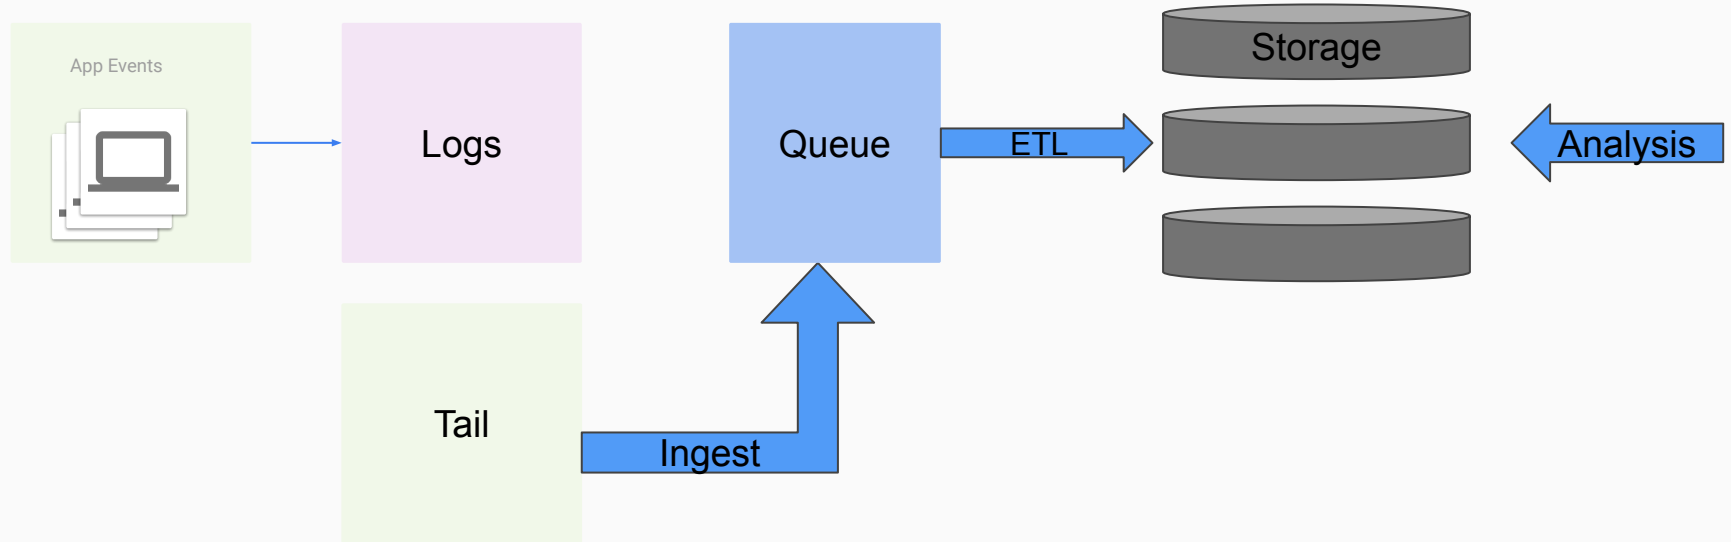 App Events
Logs
Queue
ETL
Storage
Analysis
Tail
Ingest